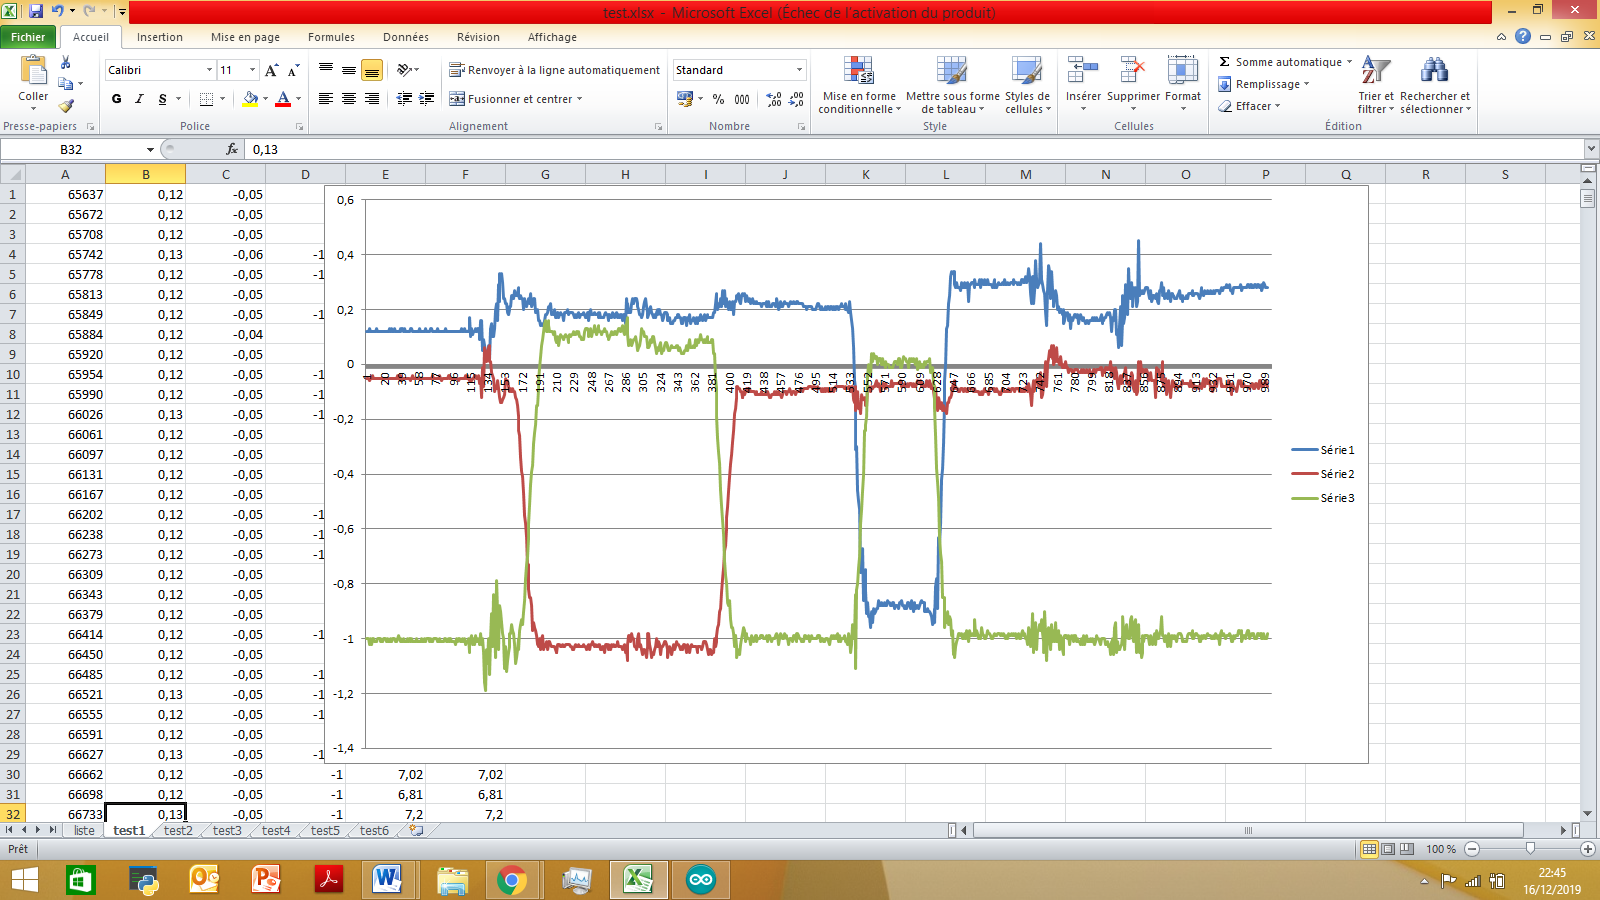 test.xlsx - Microsoft Excel (Échec de l'activation du produit)
Fichier Accueil Insertion Mise en page Formules Données Révision Affichage
Coller
Presse-papiers
Calibri 11
G I S
Police
Renvoyer à la ligne automatiquement
Fusionner et centrer
Alignement
Standard
% 000
Nombre
Mise en forme conditionnelle
Mettre sous forme de tableau
Styles de cellules
Style
Insérer Supprimer Format
Cellules
Somme automatique
Remplissage
Effacer
Trier et filtrer
Rechercher et sélectionner
Édition
B32 fx 0,13
A B C D E F G H I J K L M N O P Q R S
1 65637 0,12 -0,05
2 65672 0,12 -0,05
3 65708 0,12 -0,05
4 65742 0,13 -0,06 -1
5 65778 0,12 -0,05 -1
6 65813 0,12 -0,05
7 65849 0,12 -0,05 -1
8 65884 0,12 -0,04
9 65920 0,12 -0,05
10 65954 0,12 -0,05 -1
11 65990 0,12 -0,05 -1
12 66026 0,13 -0,05 -1
13 66061 0,12 -0,05
14 66097 0,12 -0,05
15 66131 0,12 -0,05
16 66167 0,12 -0,05
17 66202 0,12 -0,05 -1
18 66238 0,12 -0,05 -1
19 66273 0,12 -0,05 -1
20 66309 0,12 -0,05
21 66343 0,12 -0,05
22 66379 0,12 -0,05
23 66414 0,12 -0,05 -1
24 66450 0,12 -0,05
25 66485 0,12 -0,05 -1
26 66521 0,13 -0,05 -1
27 66555 0,12 -0,05 -1
28 66591 0,12 -0,05
29 66627 0,13 -0,05 -1
30 66662 0,12 -0,05 -1 7,02 7,02
31 66698 0,12 -0,05 -1 6,81 6,81
32 66733 0,13 -0,05 -1 7,2 7,2
0,6
0,4
0,2
0
-0,2
-0,4
-0,6
-0,8
-1
-1,2
-1,4
1 20 39 58 77 96 115 134 153 172 191 210 229 248 267 286 305 324 343 362 381 400 419 438 457 476 495 514 533 552 571 590 609 628 647 666 685 704 723 742 761 780 799 818 837 856 875 894 913 932 951 970 989
Série1
Série2
Série3
liste test1 test2 test3 test4 test5 test6
Prêt 100 %
22:45
16/12/2019